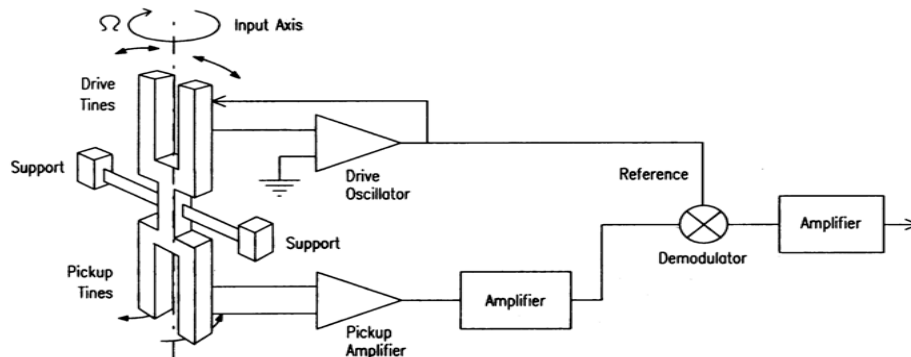 Ω
Input Axis
Drive
Tines
Support
Drive
Oscillator
Reference
Support
Demodulator
Amplifier
Pickup
Tines
Amplifier
Pickup
Amplifier